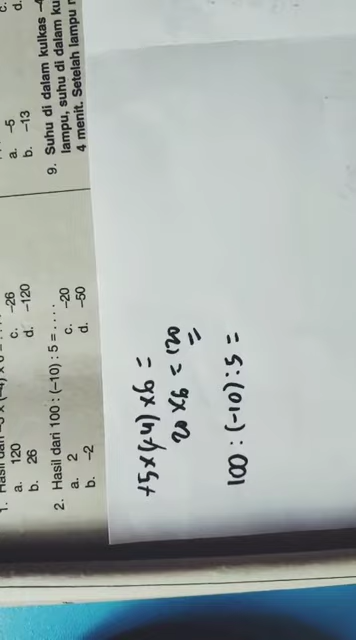 1. Hasil dari –5 × (–4) × 6 = . . . .
a. 120 c. –26
b. 26 d. –120
2. Hasil dari 100 : (–10) : 5 = . . . .
a. 2 c. –20
b. –2 d. –50
c.
a. –5 d.
b. –13
9. Suhu di dalam kulkas –4
lampu, suhu di dalam ku
4 menit. Setelah lampu
+5×(-4)×6 =
20×6 = 120
100 : (-10) : 5 =